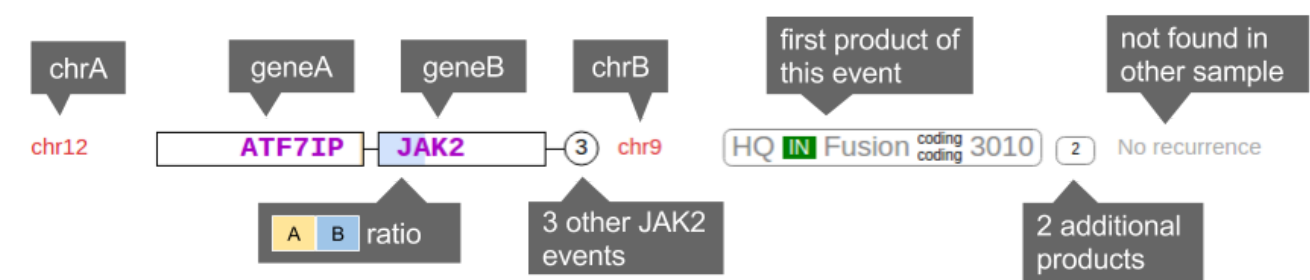 chrA
geneA
geneB
chrB
first product of
this event
not found in
other sample
chr12
ATF7IP
JAK2
3
chr9
HQ IN Fusion coding coding 3010
2
No recurrence
A B ratio
3 other JAK2
events
2 additional
products